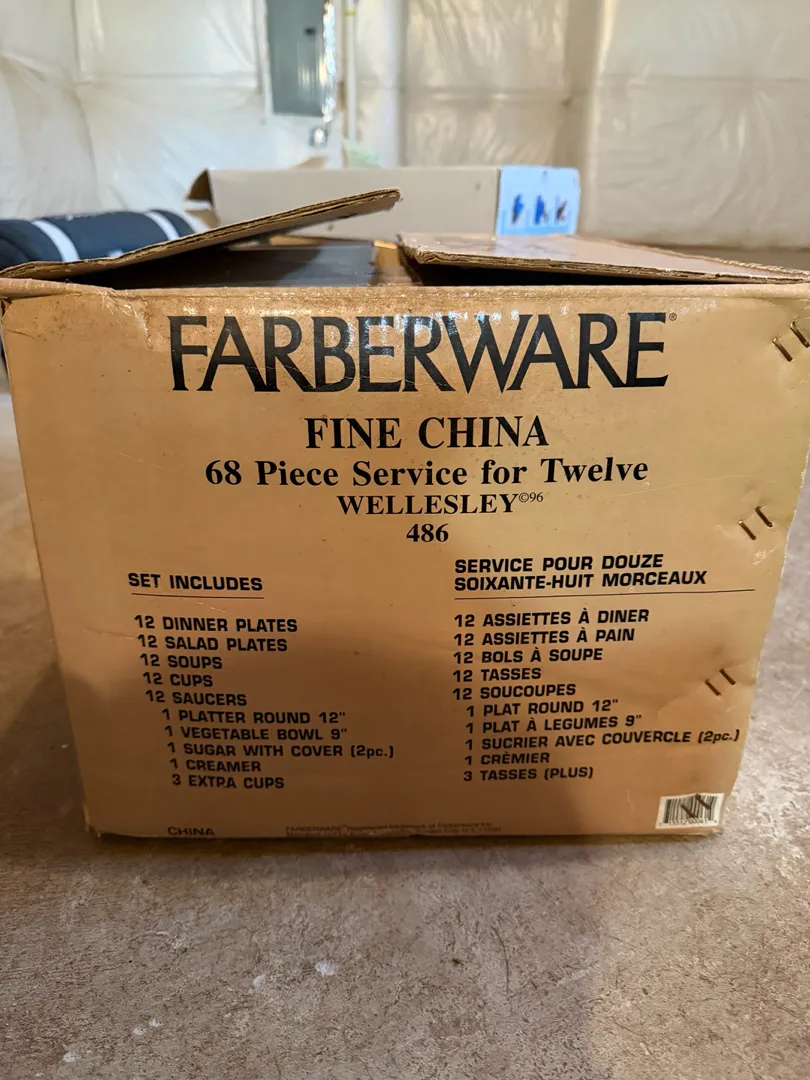 FARBERWARE®
FINE CHINA
68 Piece Service for Twelve
WELLESLEY©96
486
SET INCLUDES
12 DINNER PLATES
12 SALAD PLATES
12 SOUPS
12 CUPS
12 SAUCERS
1 PLATTER ROUND 12"
1 VEGETABLE BOWL 9"
1 SUGAR WITH COVER (2pc.)
1 CREAMER
3 EXTRA CUPS
SERVICE POUR DOUZE
SOIXANTE-HUIT MORCEAUX
12 ASSIETTES À DINER
12 ASSIETTES À PAIN
12 BOLS À SOUPE
12 TASSES
12 SOUCOUPES
1 PLAT ROUND 12"
1 PLAT À LEGUMES 9"
1 SUCRIER AVEC COUVERCLE (2pc.)
1 CRÈMIER
3 TASSES (PLUS)
CHINA
FARBERWARE®